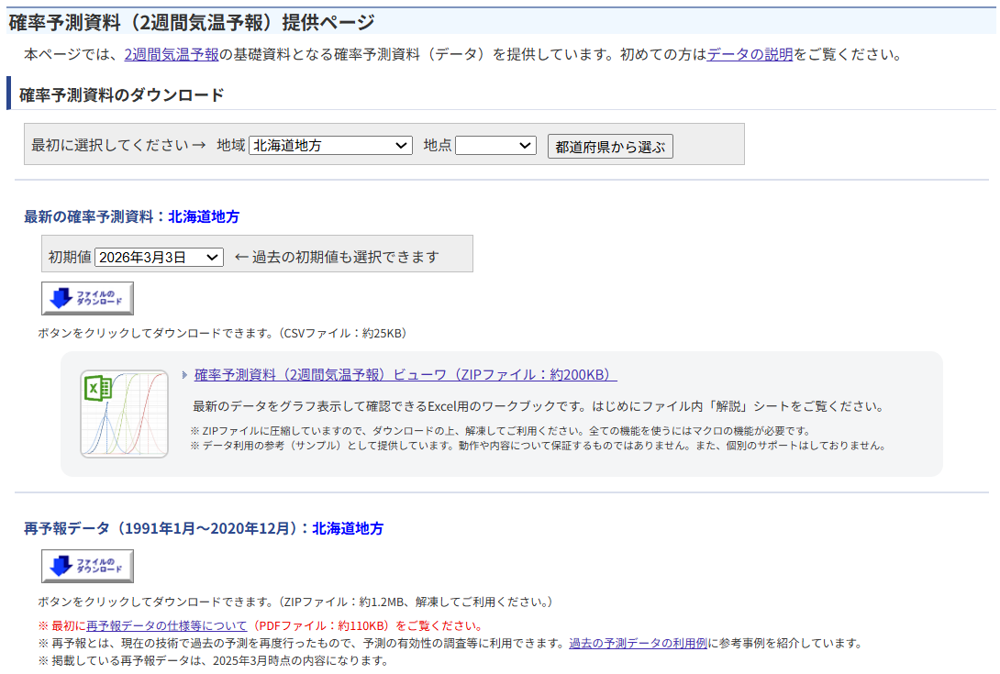 確率予測資料（2週間気温予報）提供ページ
本ページでは、2週間気温予報の基礎資料となる確率予測資料（データ）を提供しています。初めての方はデータの説明をご覧ください。
確率予測資料のダウンロード
最初に選択してください→ 地域 北海道地方 地点 都道府県から選ぶ
最新の確率予測資料：北海道地方
初期値 2026年3月3日 ←過去の初期値も選択できます
ファイルの
ダウンロード
ボタンをクリックしてダウンロードできます。（CSVファイル：約25KB）
確率予測資料（2週間気温予報）ビューワ（ZIPファイル：約200KB）
最新のデータをグラフ表示して確認できるExcel用のワークブックです。はじめにファイル内「解説」シートをご覧ください。
※ ZIPファイルに圧縮していますので、ダウンロードの上、解凍してご利用ください。全ての機能を使うにはマクロの機能が必要です。
※ データ利用の参考（サンプル）として提供しています。動作や内容について保証するものではありません。また、個別のサポートはしておりません。
再予報データ（1991年1月～2020年12月）：北海道地方
ファイルの
ダウンロード
ボタンをクリックしてダウンロードできます。（ZIPファイル：約1.2MB、解凍してご利用ください。）
※ 最初に再予報データの仕様等について（PDFファイル：約110KB）をご覧ください。
※ 再予報とは、現在の技術で過去の予測を再度行ったもので、予測の有効性の調査等に利用できます。過去の予測データの利用例に参考事例を紹介しています。
※ 掲載している再予報データは、2025年3月時点の内容になります。